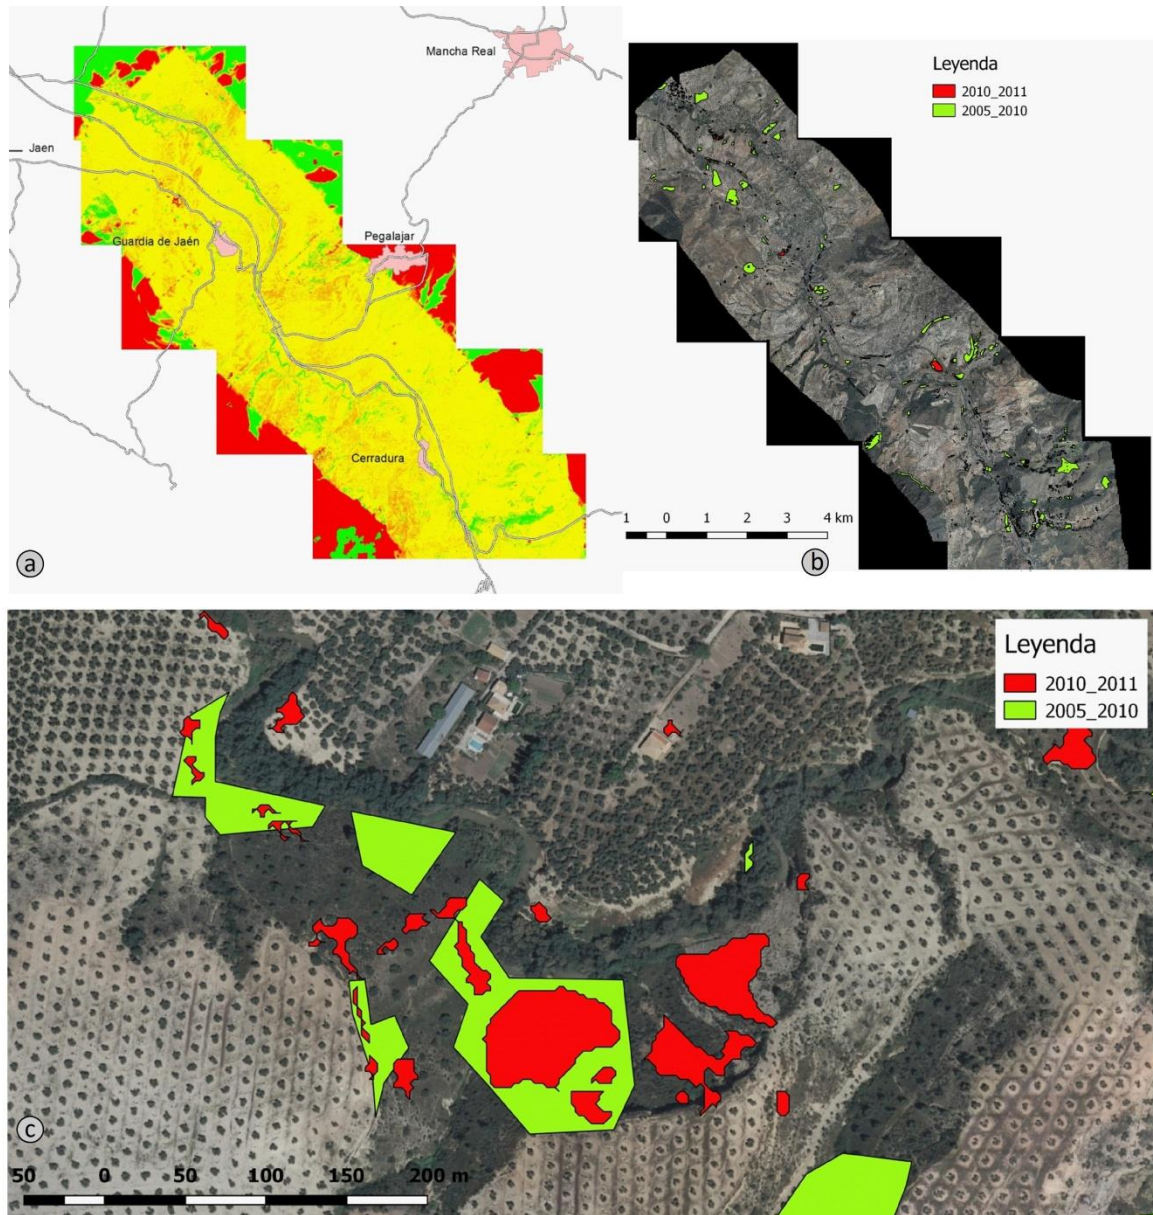 Mancha Real
Jaen
Guardia de Jaén
Pegalajar
Cerradura
a
Leyenda
2010_2011
2005_2010
1 0 1 2 3 4 km
b
Leyenda
2010_2011
2005_2010
c
50 0 50 100 150 200 m